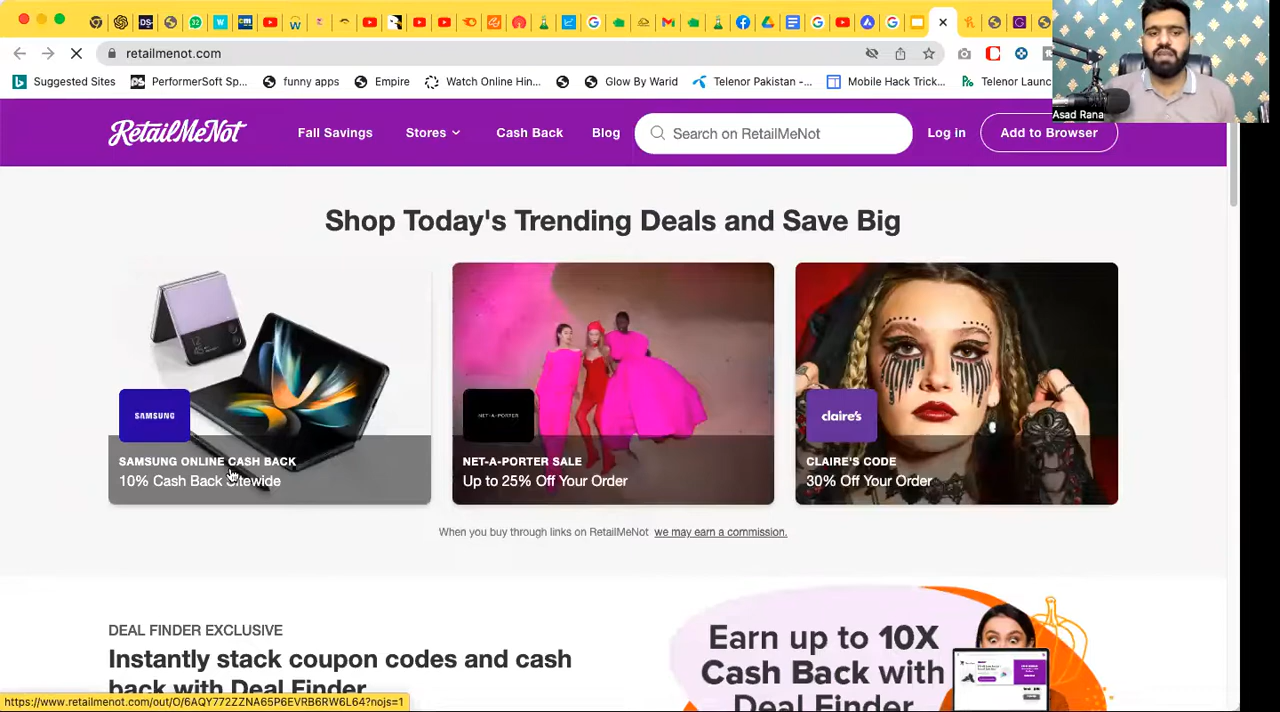 retailmenot.com
Suggested Sites
PerformerSoft Sp...
funny apps
Empire
Watch Online Hin...
Glow By Warid
Telenor Pakistan -...
Mobile Hack Trick...
Telenor Launc
Asad Rana
RetailMeNot
Fall Savings
Stores
Cash Back
Blog
Search on RetailMeNot
Log in
Add to Browser
Shop Today's Trending Deals and Save Big
SAMSUNG
SAMSUNG ONLINE CASH BACK
10% Cash Back Sitewide
NET-A-PORTER
NET-A-PORTER SALE
Up to 25% Off Your Order
claire's
CLAIRE'S CODE
30% Off Your Order
When you buy through links on RetailMeNot we may earn a commission.
DEAL FINDER EXCLUSIVE
Instantly stack coupon codes and cash
back with Deal Finder
Earn up to 10X
Cash Back with
Deal Finder
https://www.retailmenot.com/out/O/6AQY772ZZNA65P6EVRB6RW6L64?nojs=1